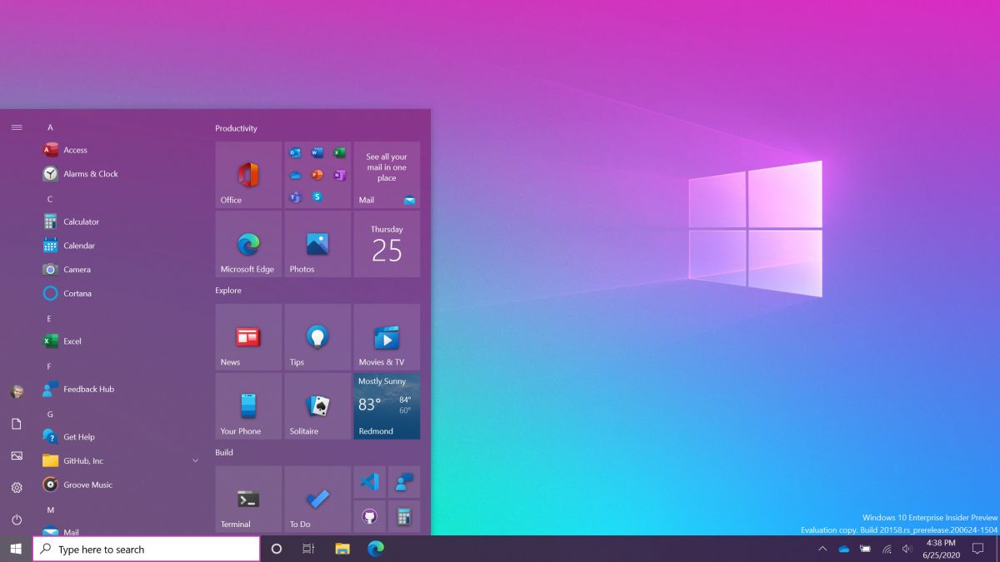 A
Access
Alarms & Clock
C
Calculator
Calendar
Camera
Cortana
E
Excel
F
Feedback Hub
G
Get Help
GitHub, Inc
Groove Music
M
Mail
Productivity
Office
See all your
mail in one
place
Mail
Microsoft Edge
Photos
Thursday
25
Explore
News
Tips
Movies & TV
Your Phone
Solitaire
Mostly Sunny
83°
84°
60°
Redmond
Build
Terminal
To Do
Windows 10 Enterprise Insider Preview
Evaluation copy. Build 20158.rs_prerelease.200624-1504
Type here to search
4:38 PM
6/25/2020